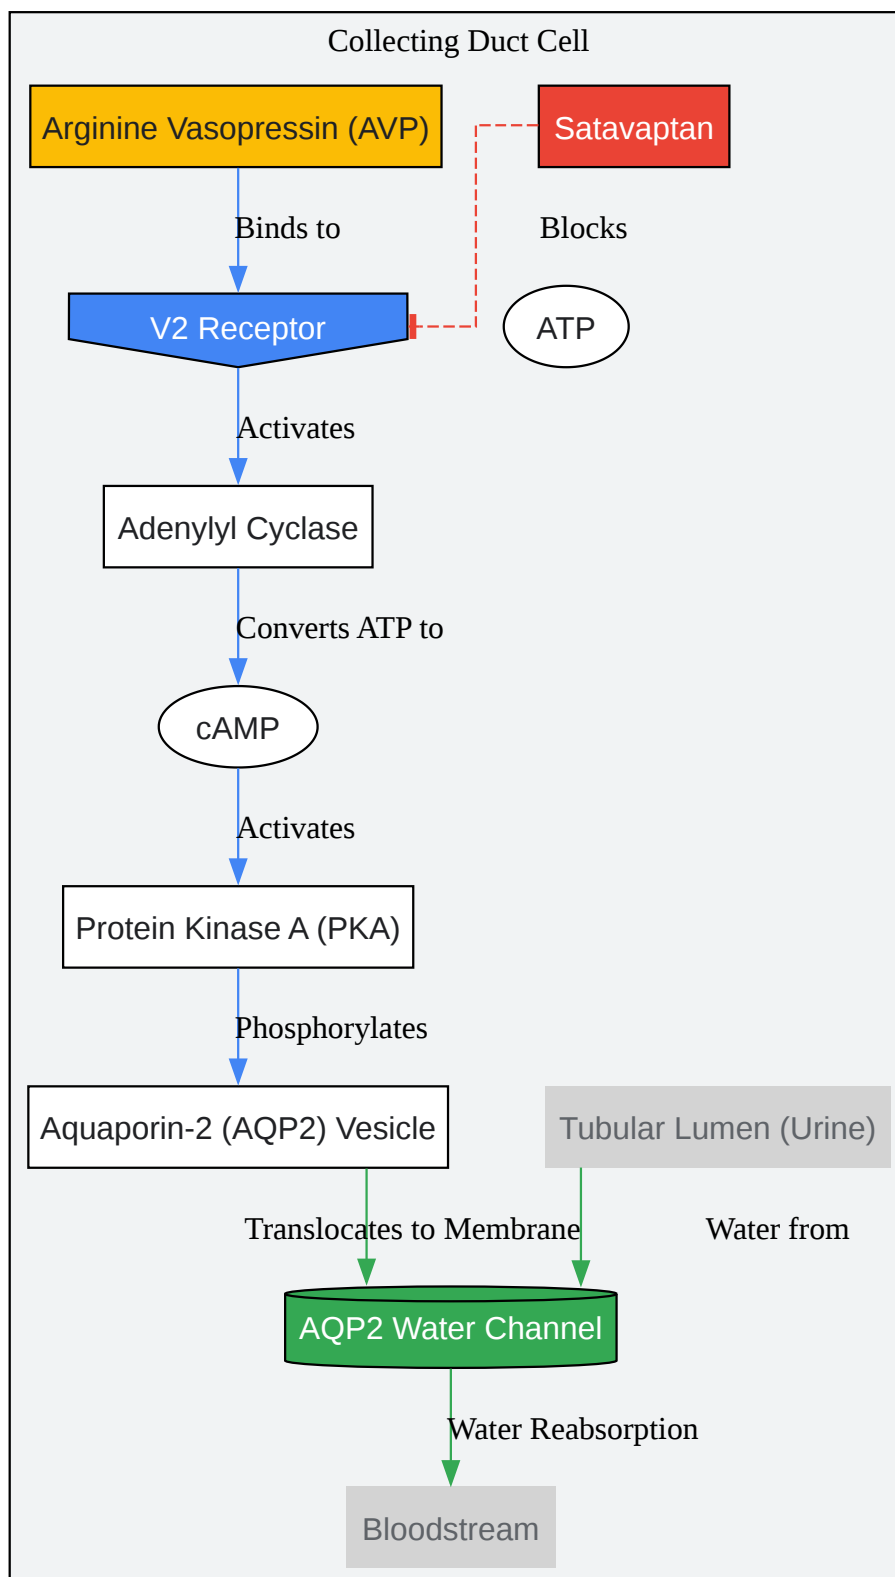 Collecting Duct Cell
Arginine Vasopressin (AVP)
Satavaptan
Binds to
Blocks
V2 Receptor
ATP
Activates
Adenylyl Cyclase
Converts ATP to
cAMP
Activates
Protein Kinase A (PKA)
Phosphorylates
Aquaporin-2 (AQP2) Vesicle
Tubular Lumen (Urine)
Translocates to Membrane
Water from
AQP2 Water Channel
Water Reabsorption
Bloodstream